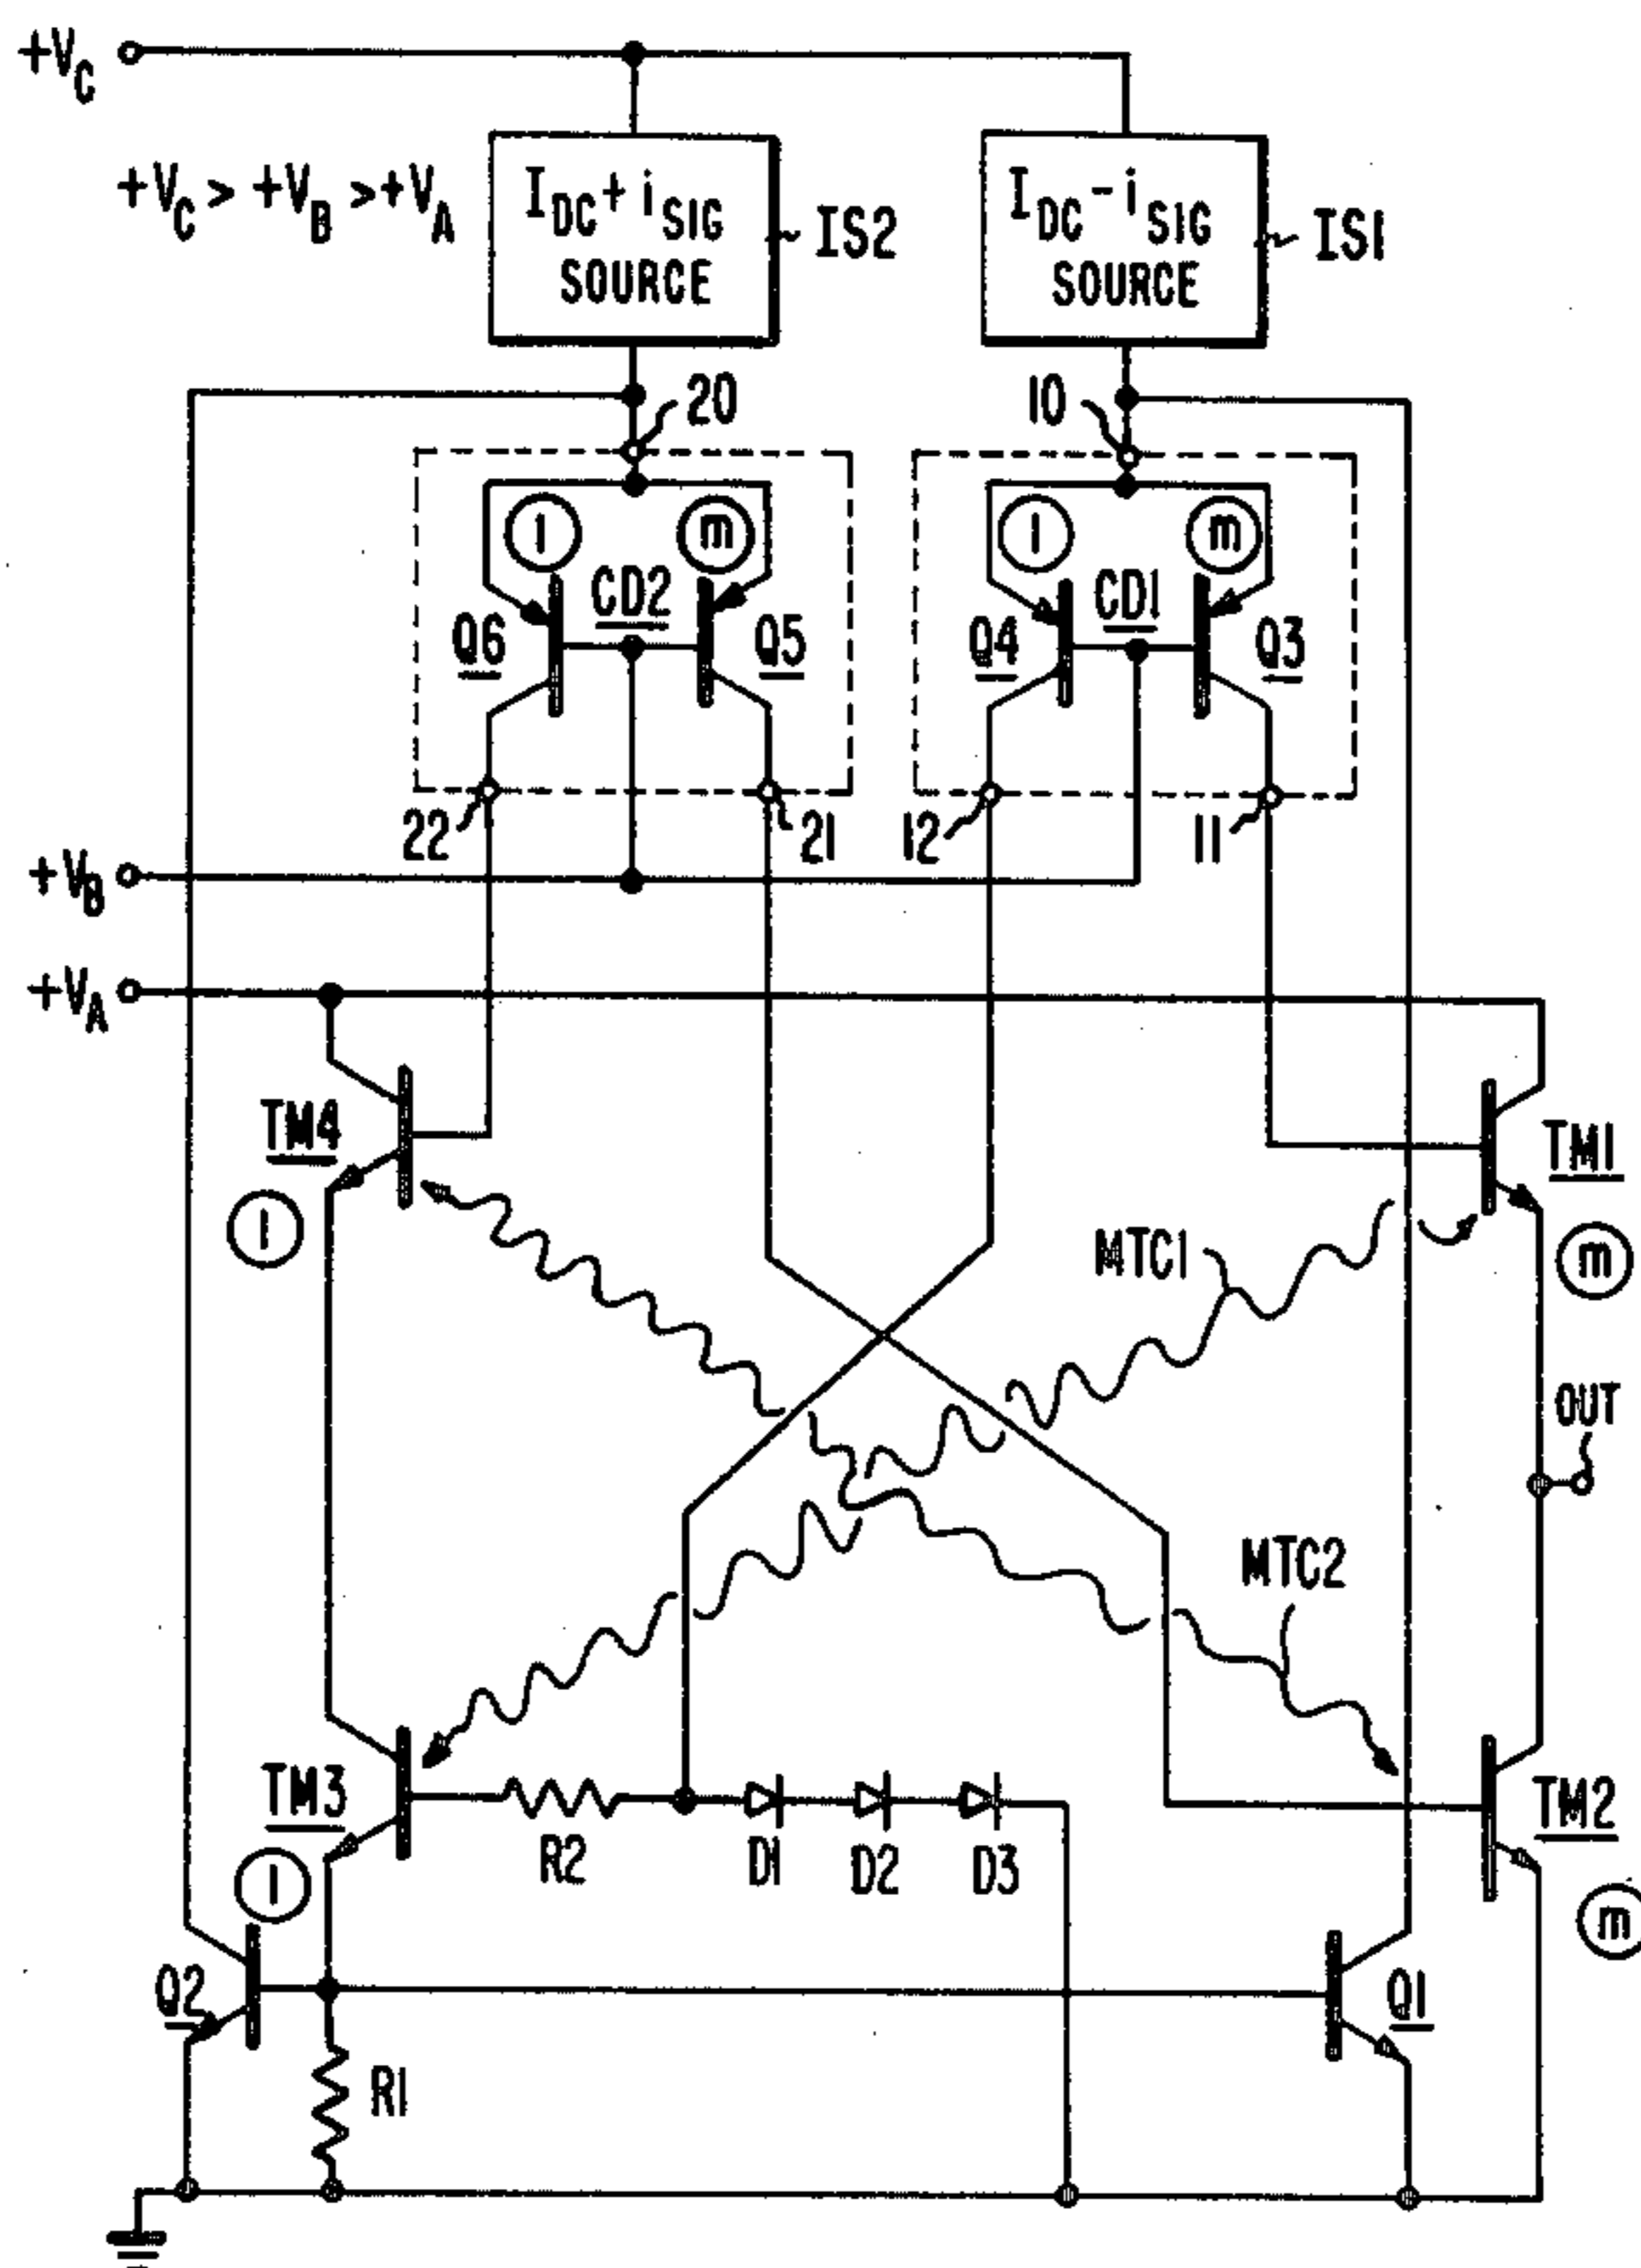 +V_C
+V_C > +V_B > +V_A
I_DC + i_SIG
SOURCE
IS2
I_DC - i_SIG
SOURCE
IS1
20
10
1
m
1
m
CD2
CD1
Q6
Q5
Q4
Q3
22
21
12
11
+V_B
+V_A
TM4
TM1
1
MTC1
m
OUT
MTC2
TM3
TM2
R2
D1
D2
D3
1
m
Q2
Q1
R1